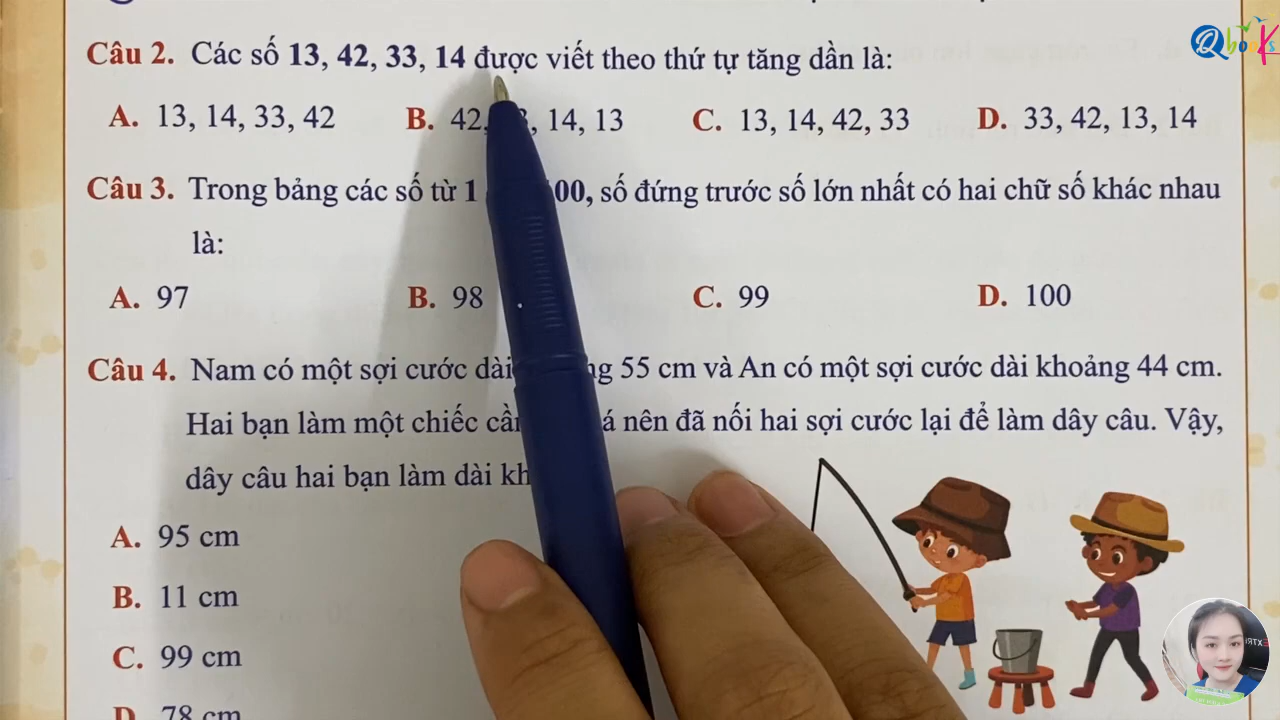 Qbooks
Câu 2. Các số 13, 42, 33, 14 được viết theo thứ tự tăng dần là:
A. 13, 14, 33, 42 B. 42, 14, 13 C. 13, 14, 42, 33 D. 33, 42, 13, 14
Câu 3. Trong bảng các số từ 1 00, số đứng trước số lớn nhất có hai chữ số khác nhau
là:
A. 97 B. 98 C. 99 D. 100
Câu 4. Nam có một sợi cước dài 55 cm và An có một sợi cước dài khoảng 44 cm.
Hai bạn làm một chiếc nên đã nối hai sợi cước lại để làm dây câu. Vậy,
dây câu hai bạn làm dài
A. 95 cm
B. 11 cm
C. 99 cm
D. 78 cm